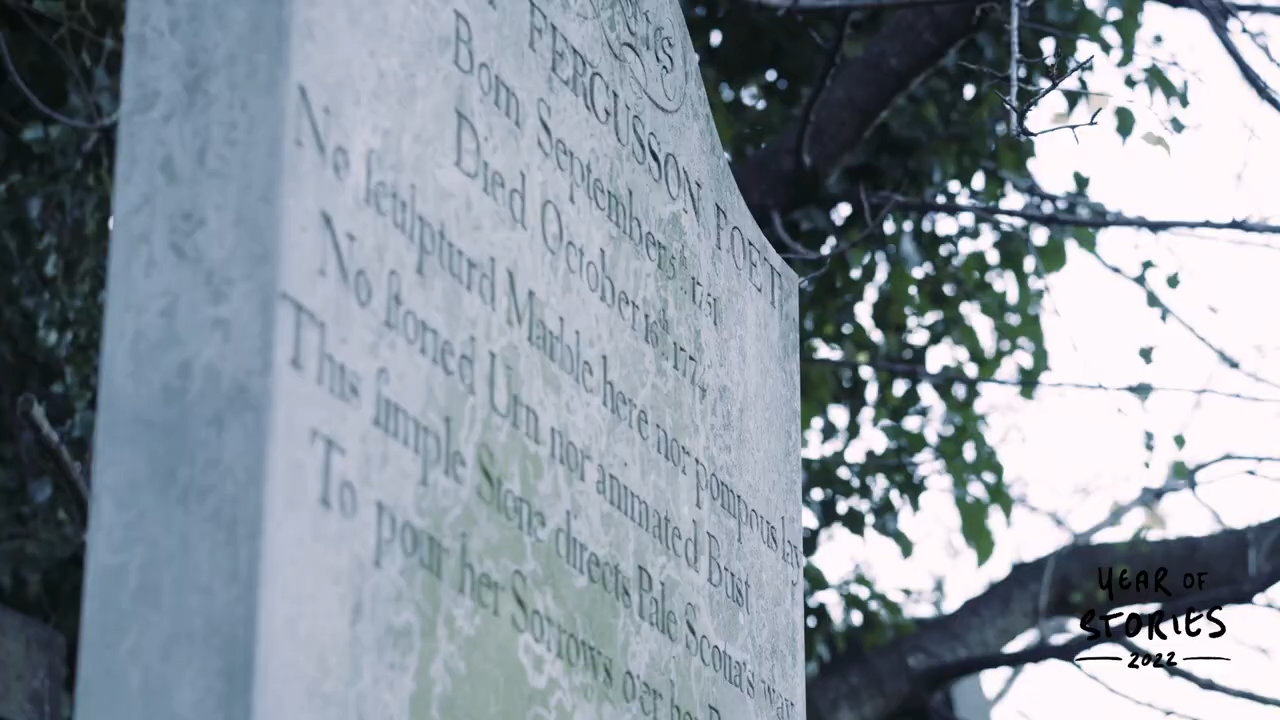 FERGUSSON POET
Born September 5th 1751
Died October 16th 1774
No ſculpturd Marble here nor pompous lay
No ſtoried Urn nor animated Bust
This ſimple Stone directs Pale Scotia's way
To pour her Sorrows o'er her
YEAR OF
STORIES
2022